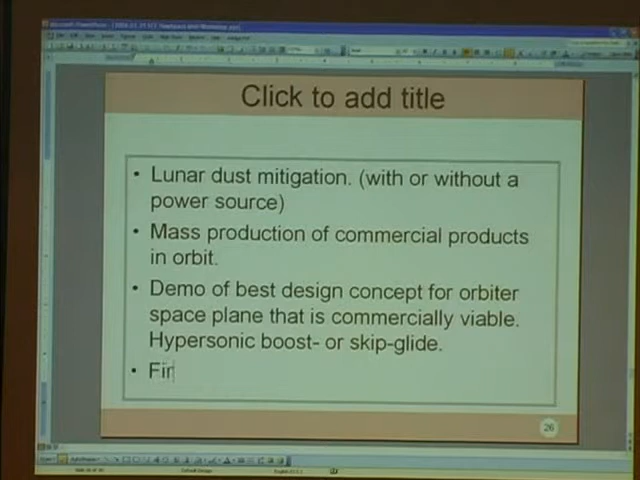 Click to add title
• Lunar dust mitigation. (with or without a
power source)
• Mass production of commercial products
in orbit.
• Demo of best design concept for orbiter
space plane that is commercially viable.
Hypersonic boost- or skip-glide.
• Fir
26